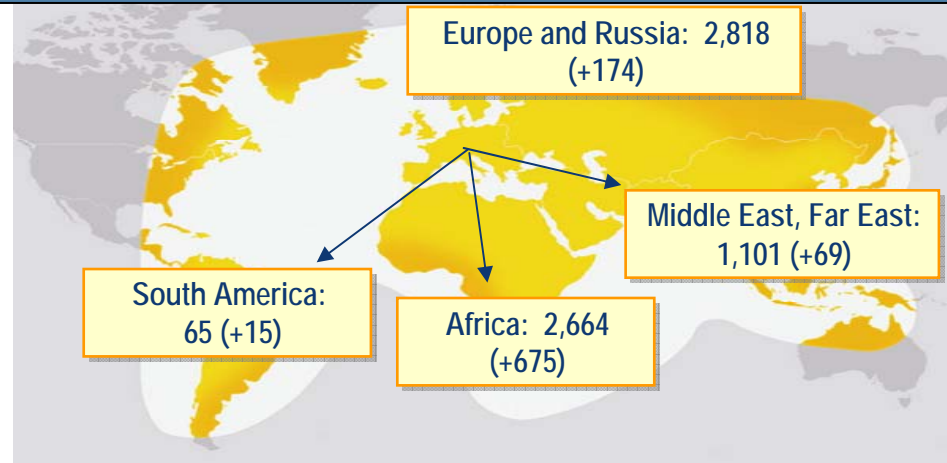 Europe and Russia: 2,818
(+174)
Middle East, Far East:
1,101 (+69)
South America:
65 (+15)
Africa: 2,664
(+675)